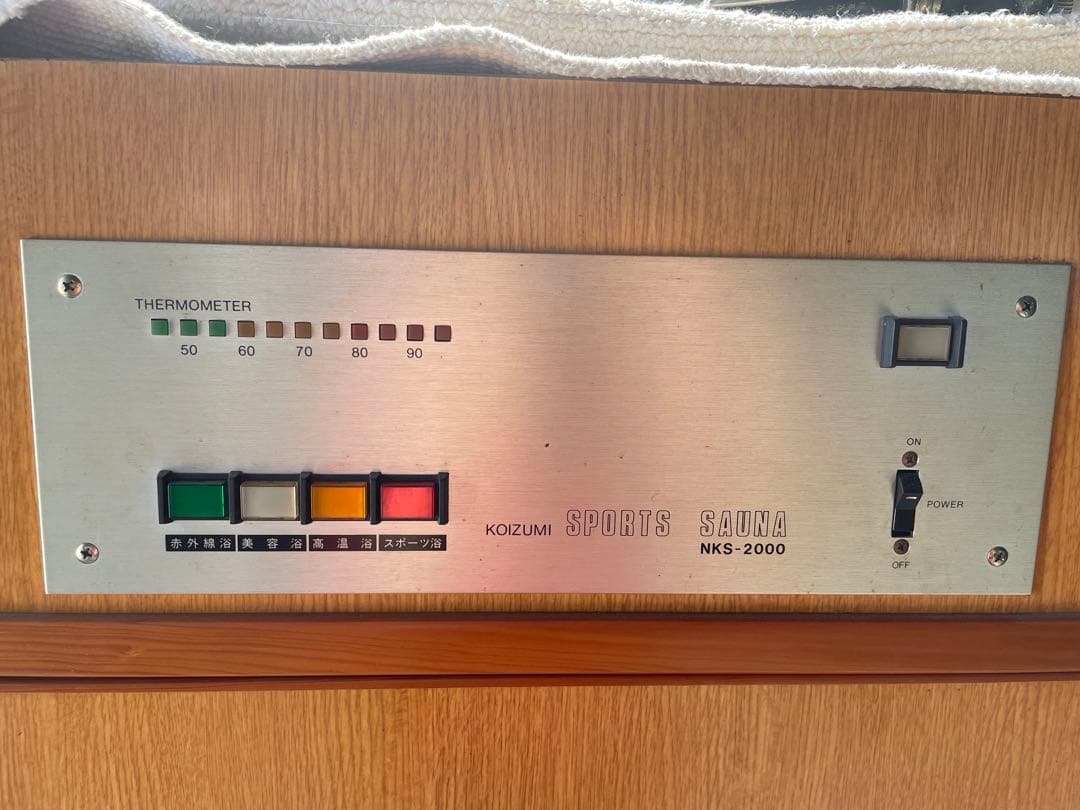 THERMOMETER
50 60 70 80 90
ON
POWER
OFF
赤外線浴 美容浴 高温浴 スポーツ浴
KOIZUMI SPORTS SAUNA
NKS-2000